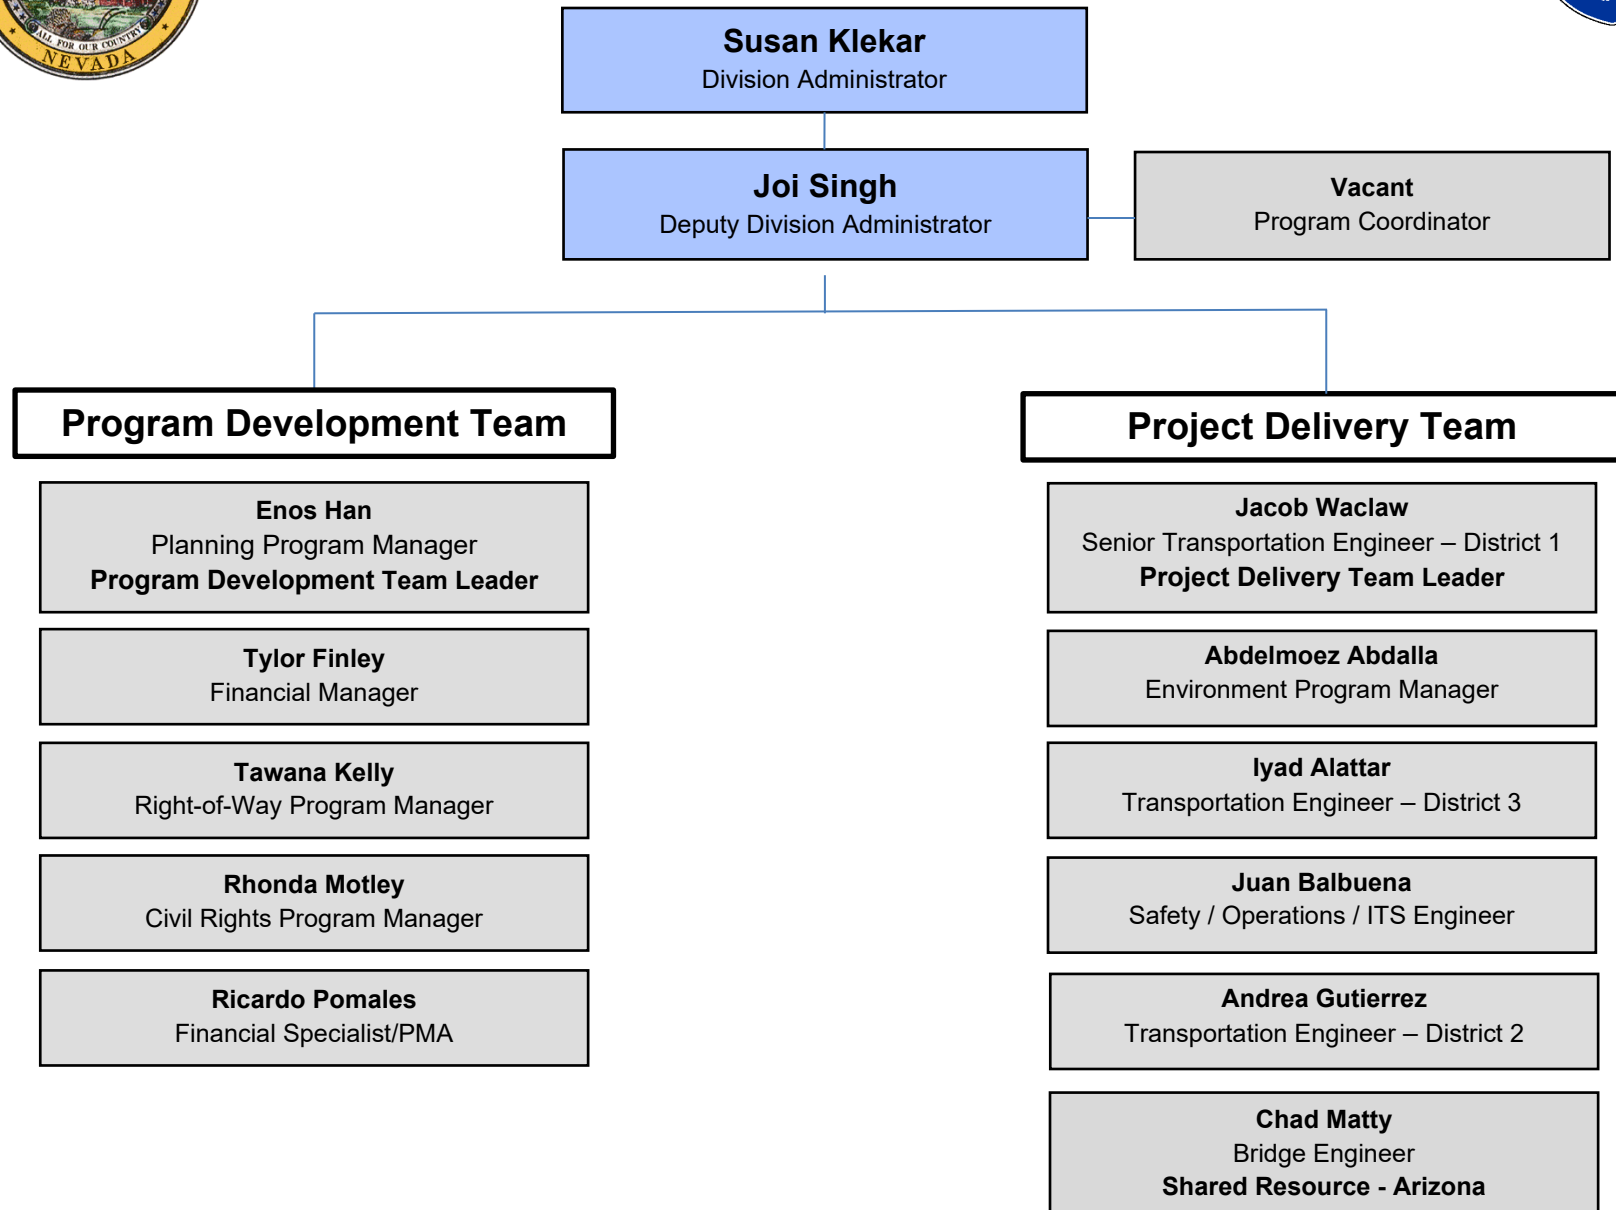 ALL FOR OUR COUNTRY
NEVADA
Susan Klekar
Division Administrator
Joi Singh
Deputy Division Administrator
Vacant
Program Coordinator
Program Development Team
Project Delivery Team
Enos Han
Planning Program Manager
Program Development Team Leader
Tylor Finley
Financial Manager
Tawana Kelly
Right-of-Way Program Manager
Rhonda Motley
Civil Rights Program Manager
Ricardo Pomales
Financial Specialist/PMA
Jacob Waclaw
Senior Transportation Engineer – District 1
Project Delivery Team Leader
Abdelmoez Abdalla
Environment Program Manager
Iyad Alattar
Transportation Engineer – District 3
Juan Balbuena
Safety / Operations / ITS Engineer
Andrea Gutierrez
Transportation Engineer – District 2
Chad Matty
Bridge Engineer
Shared Resource - Arizona